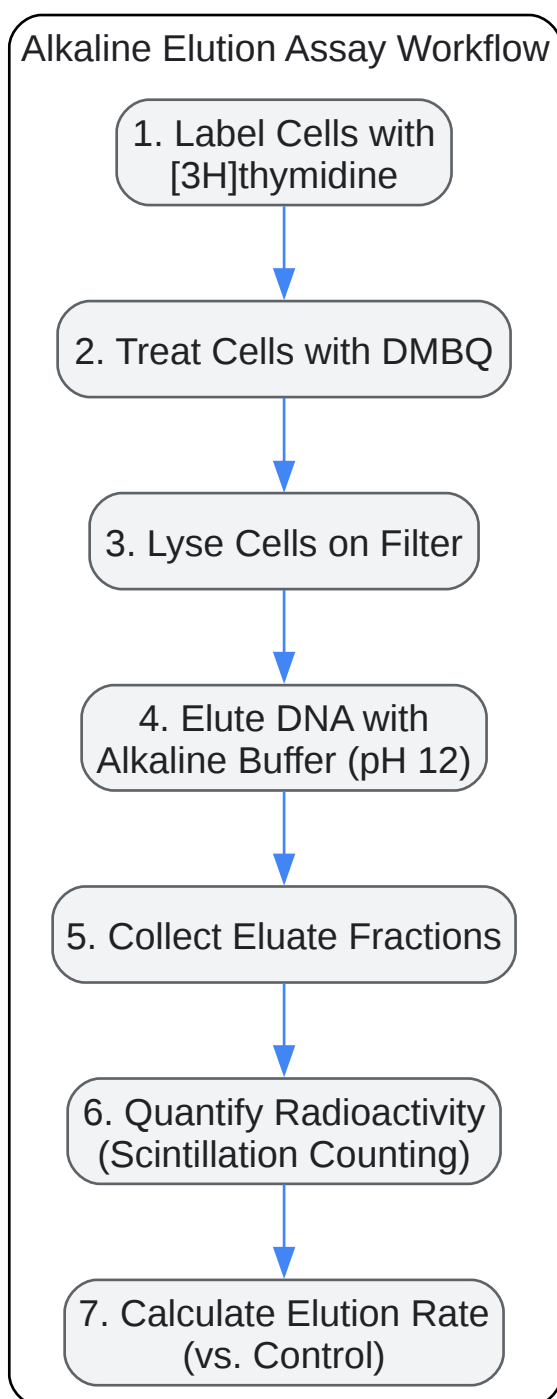 Alkaline Elution Assay Workflow
1. Label Cells with
[3H]thymidine
2. Treat Cells with DMBQ
3. Lyse Cells on Filter
4. Elute DNA with
Alkaline Buffer (pH 12)
5. Collect Eluate Fractions
6. Quantify Radioactivity
(Scintillation Counting)
7. Calculate Elution Rate
(vs. Control)